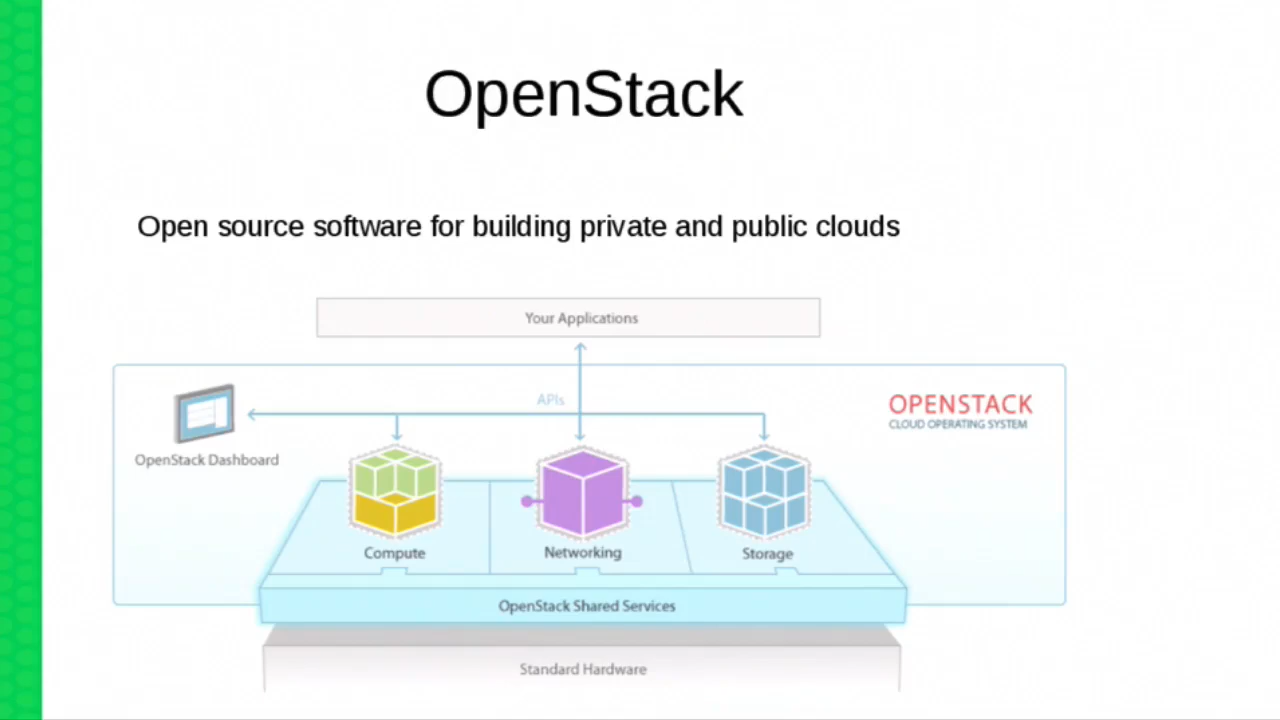 OpenStack
Open source software for building private and public clouds
Your Applications
APIs
OPENSTACK
CLOUD OPERATING SYSTEM
OpenStack Dashboard
Compute
Networking
Storage
OpenStack Shared Services
Standard Hardware